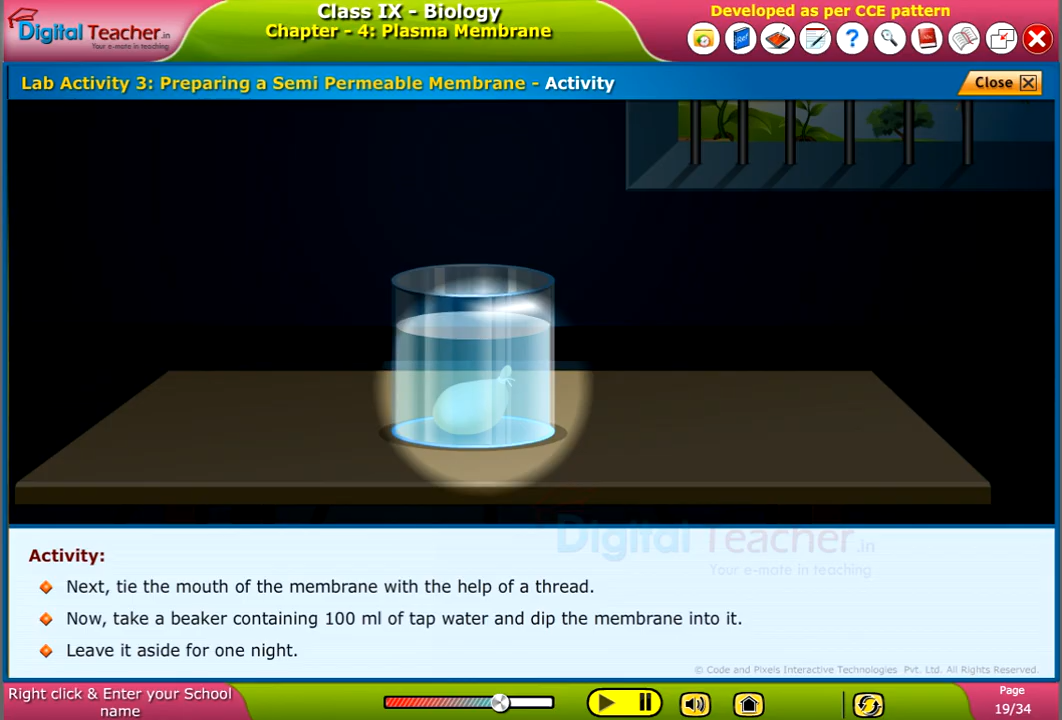 Digital Teacher.in
Your e-mate in teaching
Class IX - Biology
Chapter - 4: Plasma Membrane
Developed as per CCE pattern
Lab Activity 3: Preparing a Semi Permeable Membrane - Activity
Close
Digital Teacher.in
Your e-mate in teaching
Activity:
Next, tie the mouth of the membrane with the help of a thread.
Now, take a beaker containing 100 ml of tap water and dip the membrane into it.
Leave it aside for one night.
© Code and Pixels Interactive Technologies Pvt. Ltd. All Rights Reserved.
Right click & Enter your School
name
Page
19/34